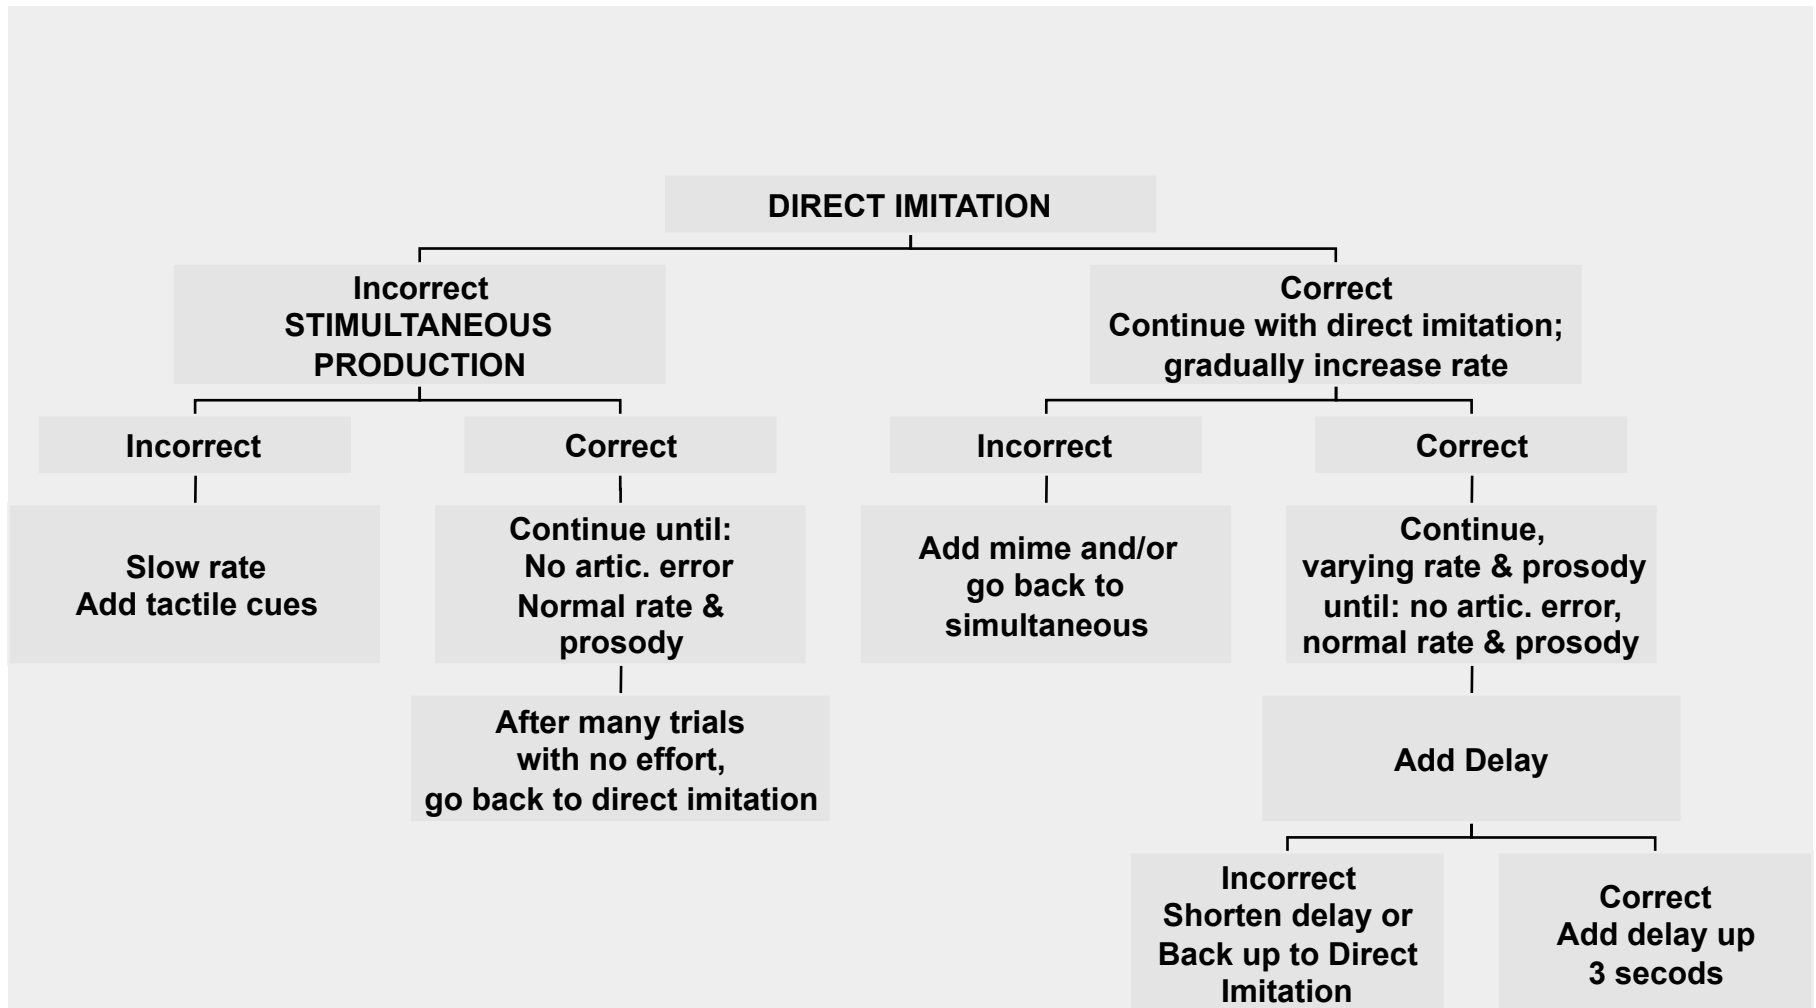 DIRECT IMITATION
Incorrect
STIMULTANEOUS
PRODUCTION
Correct
Continue with direct imitation;
gradually increase rate
Incorrect
Correct
Incorrect
Correct
Slow rate
Add tactile cues
Continue until:
No artic. error
Normal rate &
prosody
Add mime and/or
go back to
simultaneous
Continue,
varying rate & prosody
until: no artic. error,
normal rate & prosody
After many trials
with no effort,
go back to direct imitation
Add Delay
Incorrect
Shorten delay or
Back up to Direct
Imitation
Correct
Add delay up
3 secods